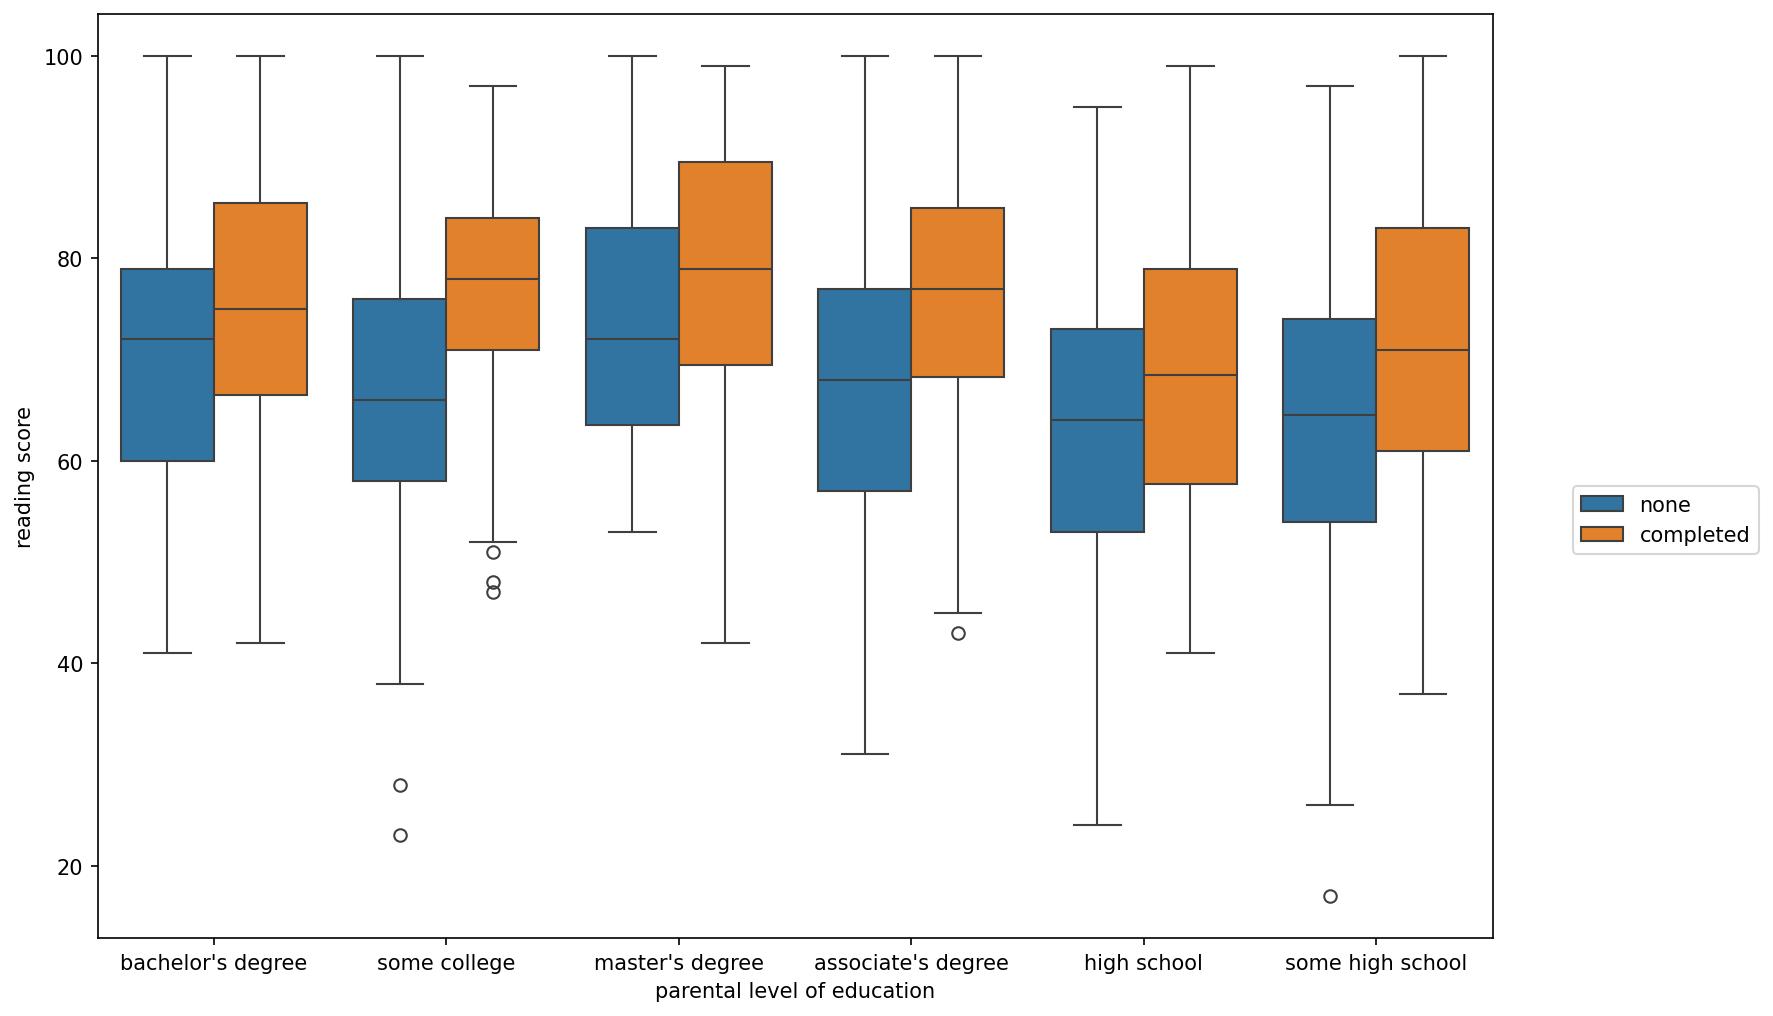 100
80
60
40
20
reading score
bachelor's degree
some college
master's degree
associate's degree
high school
some high school
parental level of education
none
completed